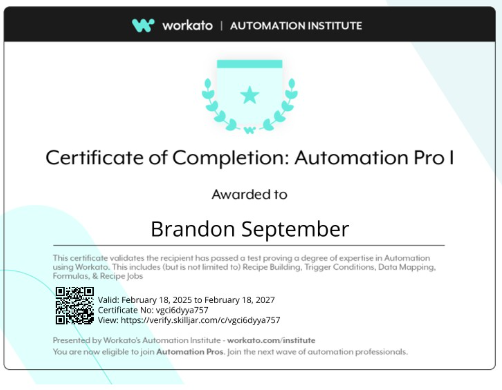 workato | AUTOMATION INSTITUTE
Certificate of Completion: Automation Pro I
Awarded to
Brandon September
This certificate validates the recipient has passed a test proving a degree of expertise in Automation
using Workato. This includes (but is not limited to) Recipe Building, Trigger Conditions, Data Mapping,
Formulas, & Recipe Jobs
Valid: February 18, 2025 to February 18, 2027
Certificate No: vgci6dyya757
View: https://verify.skilljar.com/c/vgci6dyya757
Presented by Workato's Automation Institute - workato.com/institute
You are now eligible to join Automation Pros. Join the next wave of automation professionals.